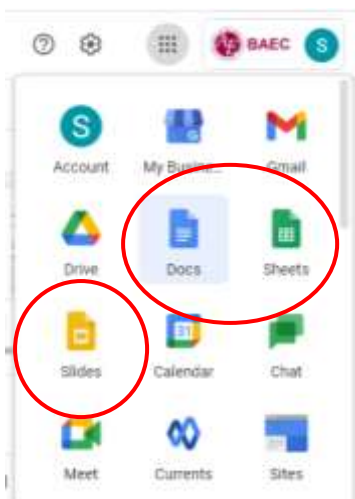 BAEC S
S
Account My Busine... Gmail
Drive Docs Sheets
31
Slides Calendar Chat
Meet Currents Sites